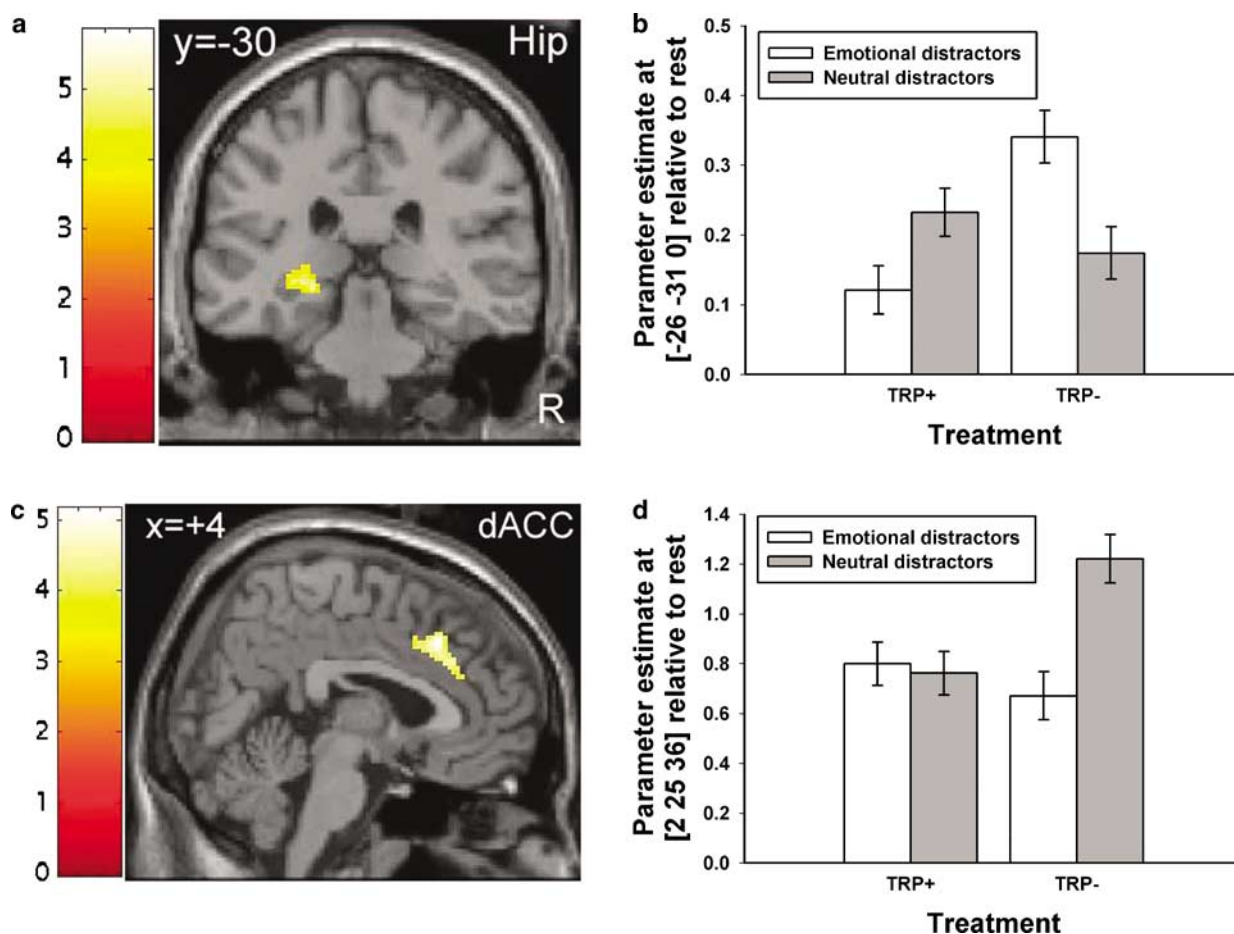 a
y=-30
Hip
R
5
4
3
2
1
0
b
0.5
0.4
0.3
0.2
0.1
0.0
Parameter estimate at
[-26 -31 0] relative to rest
Emotional distractors
Neutral distractors
TRP+
TRP-
Treatment
c
x=+4
dACC
5
4
3
2
1
0
d
1.4
1.2
1.0
0.8
0.6
0.4
0.2
0.0
Parameter estimate at
[2 25 36] relative to rest
Emotional distractors
Neutral distractors
TRP+
TRP-
Treatment